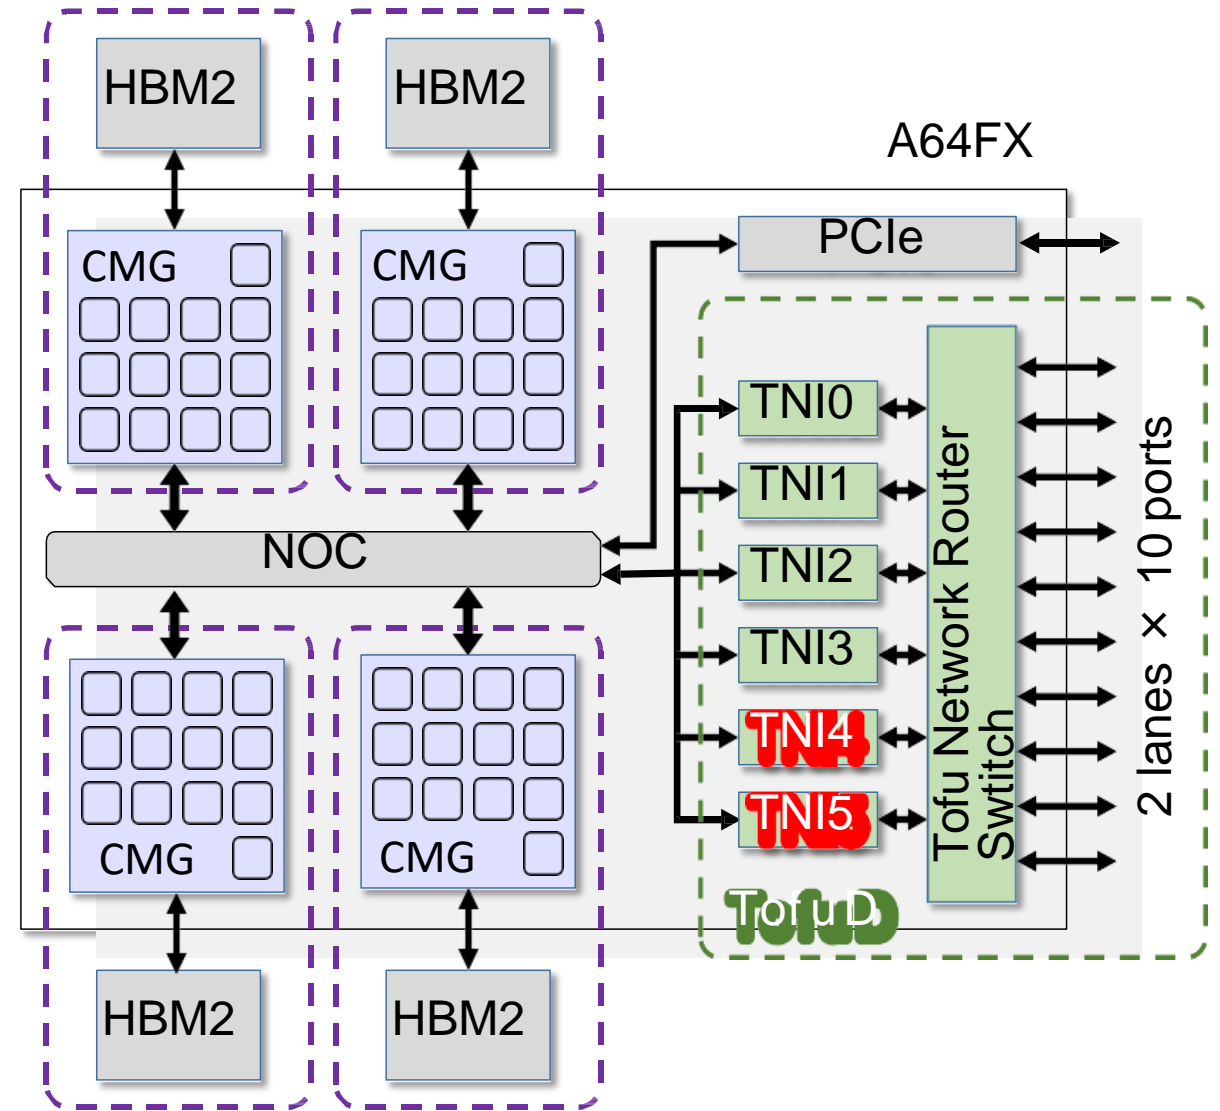 HBM2
HBM2
A64FX
PCIe
CMG
CMG
TNI0
TNI1
NOC
TNI2
TNI3
TNI4
TNI5
Tofu Network Router
Swtitch
2 lanes × 10 ports
CMG
CMG
TofuD
HBM2
HBM2